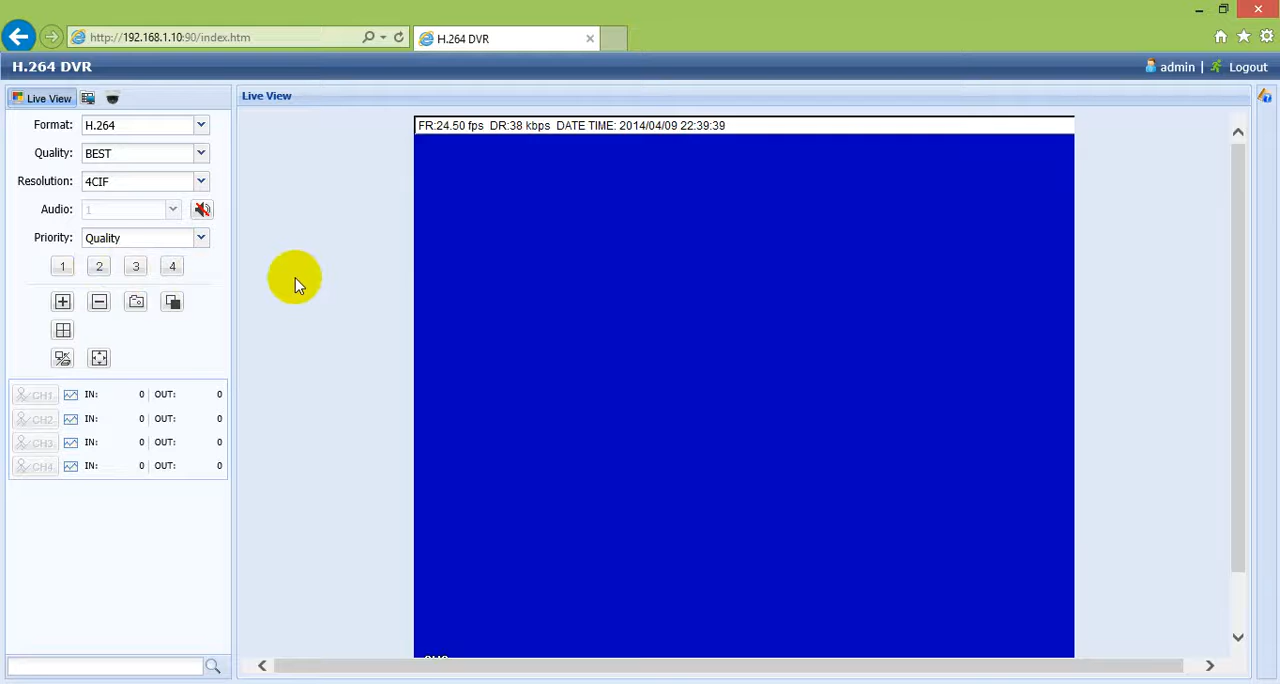 http://192.168.1.10:90/index.htm
H.264 DVR
H.264 DVR
admin | Logout
Live View
Live View
Format: H.264
Quality: BEST
Resolution: 4CIF
Audio: 1
Priority: Quality
1 2 3 4
CH1 IN: 0 OUT: 0
CH2 IN: 0 OUT: 0
CH3 IN: 0 OUT: 0
CH4 IN: 0 OUT: 0
FR:24.50 fps DR:38 kbps DATE TIME: 2014/04/09 22:39:39